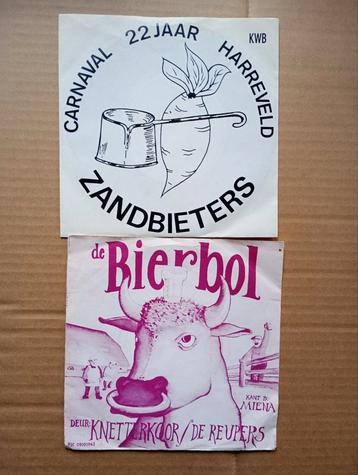 CARNAVAL 22 JAAR HARREVELD
KWB
ZANDBIETERS
de Bierbol
KANT B:
MIENA
DEUR: KNETTERKOOR/DE REUPERS